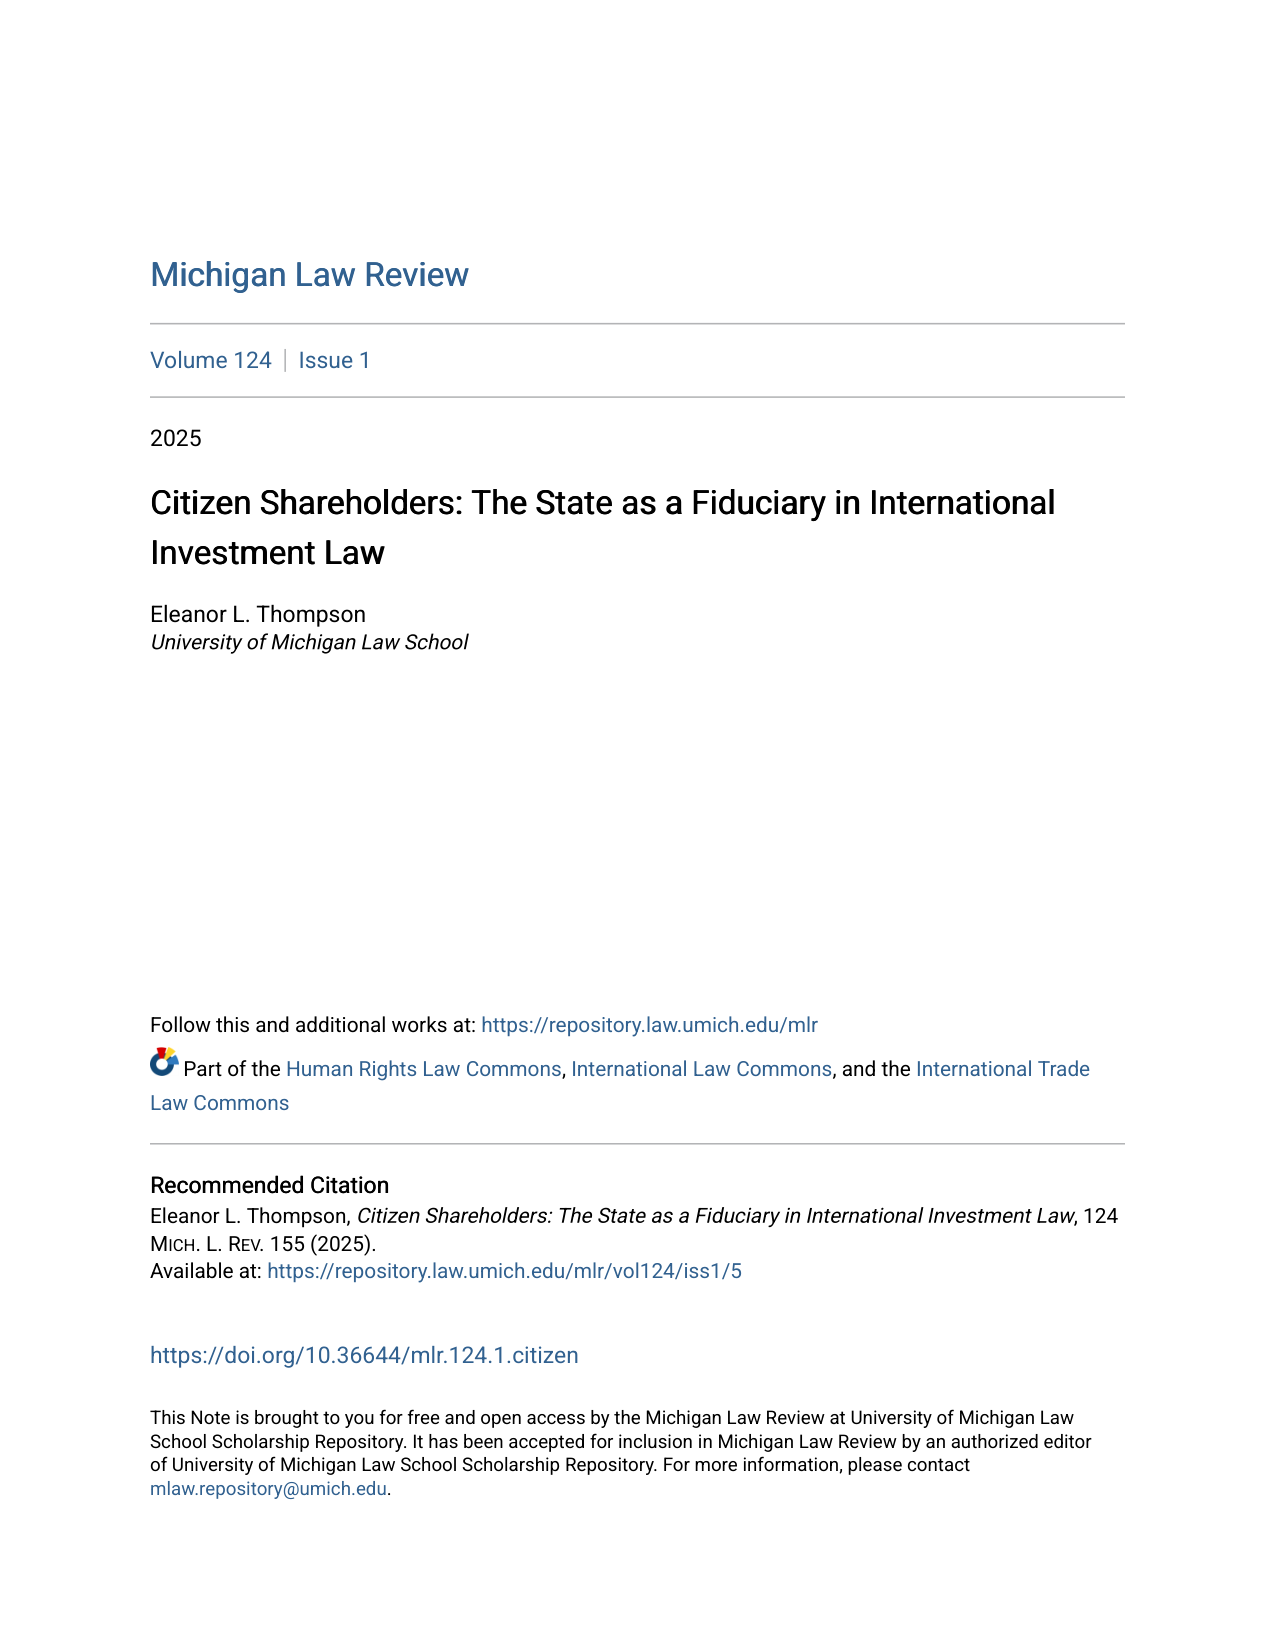 Michigan Law Review
Volume 124 | Issue 1
2025
Citizen Shareholders: The State as a Fiduciary in International
Investment Law
Eleanor L. Thompson
University of Michigan Law School
Follow this and additional works at: https://repository.law.umich.edu/mlr
Part of the Human Rights Law Commons, International Law Commons, and the International Trade
Law Commons
Recommended Citation
Eleanor L. Thompson, Citizen Shareholders: The State as a Fiduciary in International Investment Law, 124
MICH. L. REV. 155 (2025).
Available at: https://repository.law.umich.edu/mlr/vol124/iss1/5
https://doi.org/10.36644/mlr.124.1.citizen
This Note is brought to you for free and open access by the Michigan Law Review at University of Michigan Law
School Scholarship Repository. It has been accepted for inclusion in Michigan Law Review by an authorized editor
of University of Michigan Law School Scholarship Repository. For more information, please contact
mlaw.repository@umich.edu.